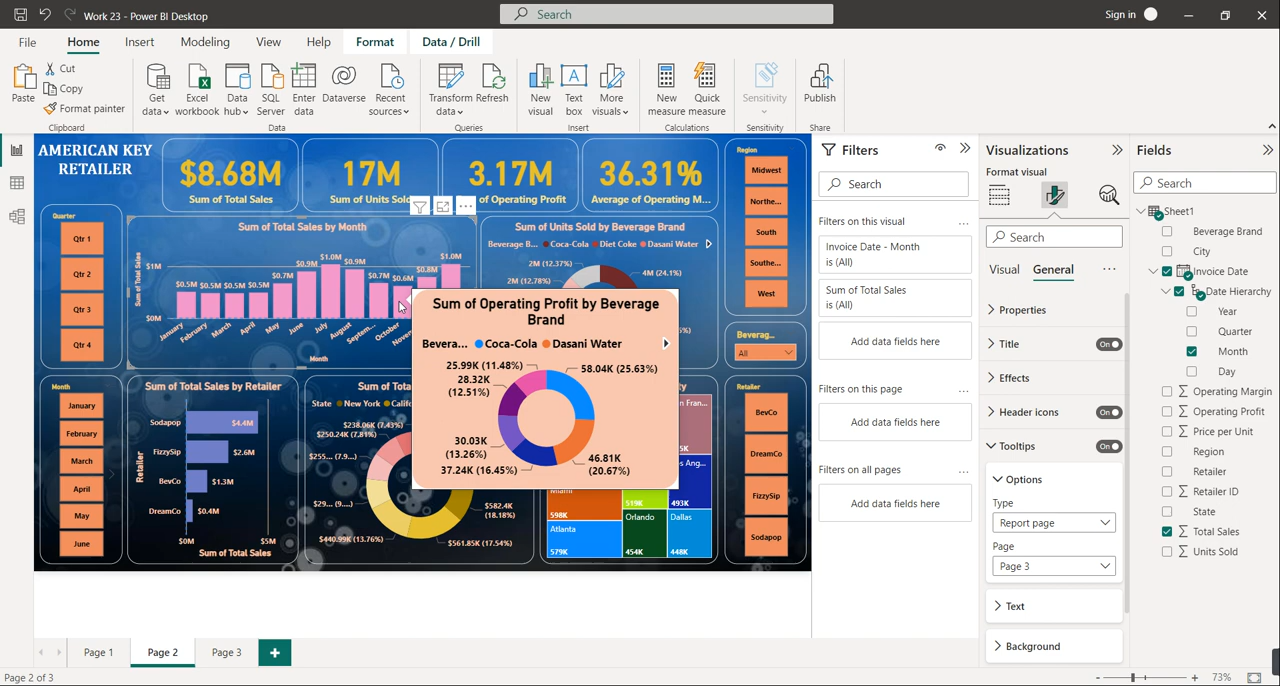 Work 23 - Power BI Desktop
Search
Sign in
File Home Insert Modeling View Help Format Data / Drill
Paste
Cut
Copy
Format painter
Clipboard
Get data
Excel workbook
Data hub
SQL Server
Enter data
Dataverse
Recent sources
Data
Transform data
Refresh
Queries
New visual
Text box
More visuals
Insert
New measure
Quick measure
Calculations
Sensitivity
Sensitivity
Publish
Share
AMERICAN KEY
RETAILER
$8.68M
Sum of Total Sales
17M
Sum of Units Sol
3.17M
of Operating Profit
36.31%
Average of Operating M...
Region
Midwest
Northe...
South
Southe...
West
Quarter
Qtr 1
Qtr 2
Qtr 3
Qtr 4
Sum of Total Sales by Month
Sum of Total Sales
$1M
$0M
$0.5M $0.5M $0.5M $0.5M $0.7M $0.9M $1.0M $0.9M $0.7M $0.6M $0.8M $1.0M
January February March April May June July August Septem... October Nove
Month
Sum of Units Sold by Beverage Brand
Beverage B... Coca-Cola Diet Coke Dasani Water
2M (12.37%)
2M (12.78%)
4M (24.1%)
Beverag...
All
Sum of Operating Profit by Beverage
Brand
Bevera... Coca-Cola Dasani Water
25.99K (11.48%)
58.04K (25.63%)
28.32K
(12.51%)
30.03K
(13.26%)
37.24K (16.45%)
46.81K
(20.67%)
Month
January
February
March
April
May
June
Sum of Total Sales by Retailer
Retailer
Sodapop $4.4M
FizzySip $2.6M
BevCo $1.3M
DreamCo $0.4M
$0M $5M
Sum of Total Sales
Sum of Tota
State New York Califo
$238.06K (7.43%)
$250.24K (7.81%)
$255... (7.9...)
$29... (9....)
$440.99K (13.76%)
$582.4K
(18.18%)
$561.85K (17.54%)
ty
n Fran...
5K
s Ang...
493K
Miami
598K
519K
Atlanta
579K
Orlando
454K
Dallas
448K
Retailer
BevCo
DreamCo
FizzySip
Sodapop
Filters
Search
Filters on this visual
Invoice Date - Month
is (All)
Sum of Total Sales
is (All)
Add data fields here
Filters on this page
Add data fields here
Filters on all pages
Add data fields here
Visualizations
Format visual
Search
Visual General
Properties
Title On
Effects
Header icons On
Tooltips On
Options
Type
Report page
Page
Page 3
Text
Background
Fields
Search
Sheet1
Beverage Brand
City
Invoice Date
Date Hierarchy
Year
Quarter
Month
Day
Operating Margin
Operating Profit
Price per Unit
Region
Retailer
Retailer ID
State
Total Sales
Units Sold
Page 1 Page 2 Page 3
Page 2 of 3
73%